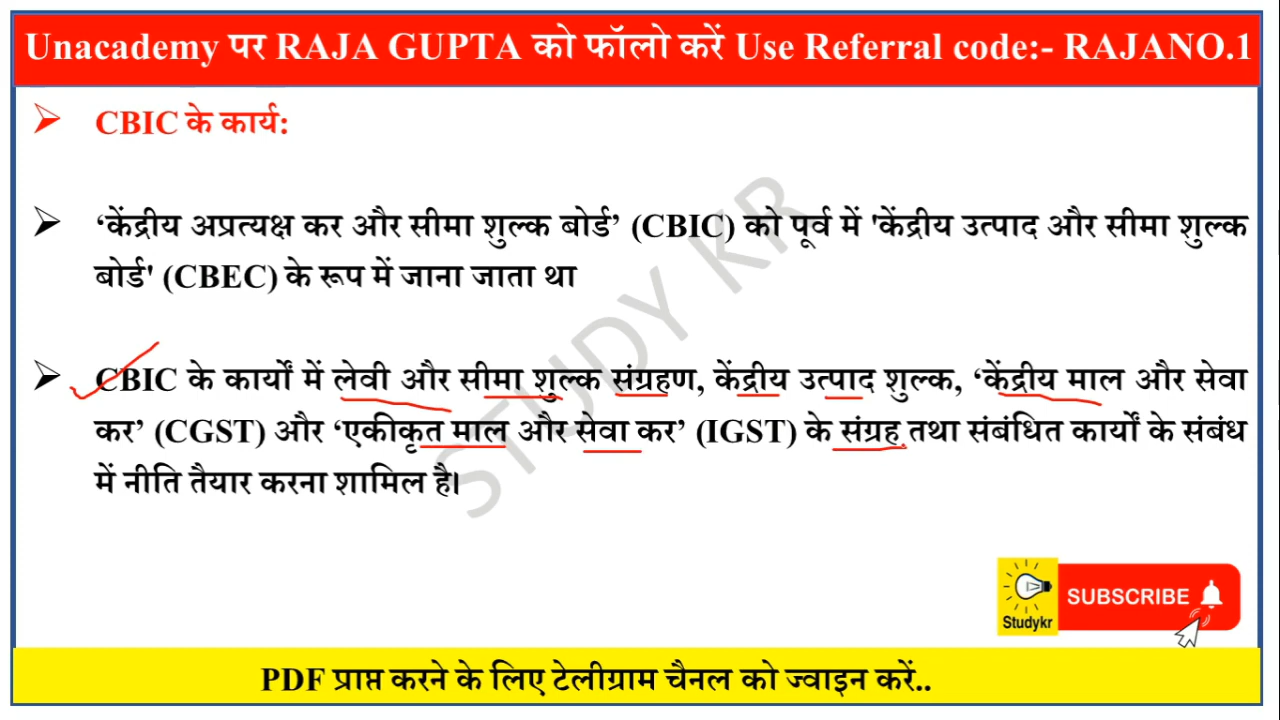 Unacademy पर RAJA GUPTA को फॉलो करें Use Referral code:- RAJANO.1
CBIC के कार्य:
‘केंद्रीय अप्रत्यक्ष कर और सीमा शुल्क बोर्ड’ (CBIC) को पूर्व में 'केंद्रीय उत्पाद और सीमा शुल्क
बोर्ड' (CBEC) के रूप में जाना जाता था
CBIC के कार्यों में लेवी और सीमा शुल्क संग्रहण, केंद्रीय उत्पाद शुल्क, ‘केंद्रीय माल और सेवा
कर’ (CGST) और ‘एकीकृत माल और सेवा कर’ (IGST) के संग्रह तथा संबंधित कार्यों के संबंध
में नीति तैयार करना शामिल है।
STUDY KR
Studykr
SUBSCRIBE
PDF प्राप्त करने के लिए टेलीग्राम चैनल को ज्वाइन करें..